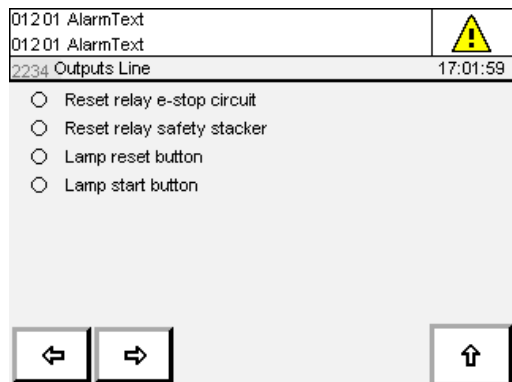 01201 AlarmText
01201 AlarmText
2234 Outputs Line 17:01:59
Reset relay e-stop circuit
Reset relay safety stacker
Lamp reset button
Lamp start button